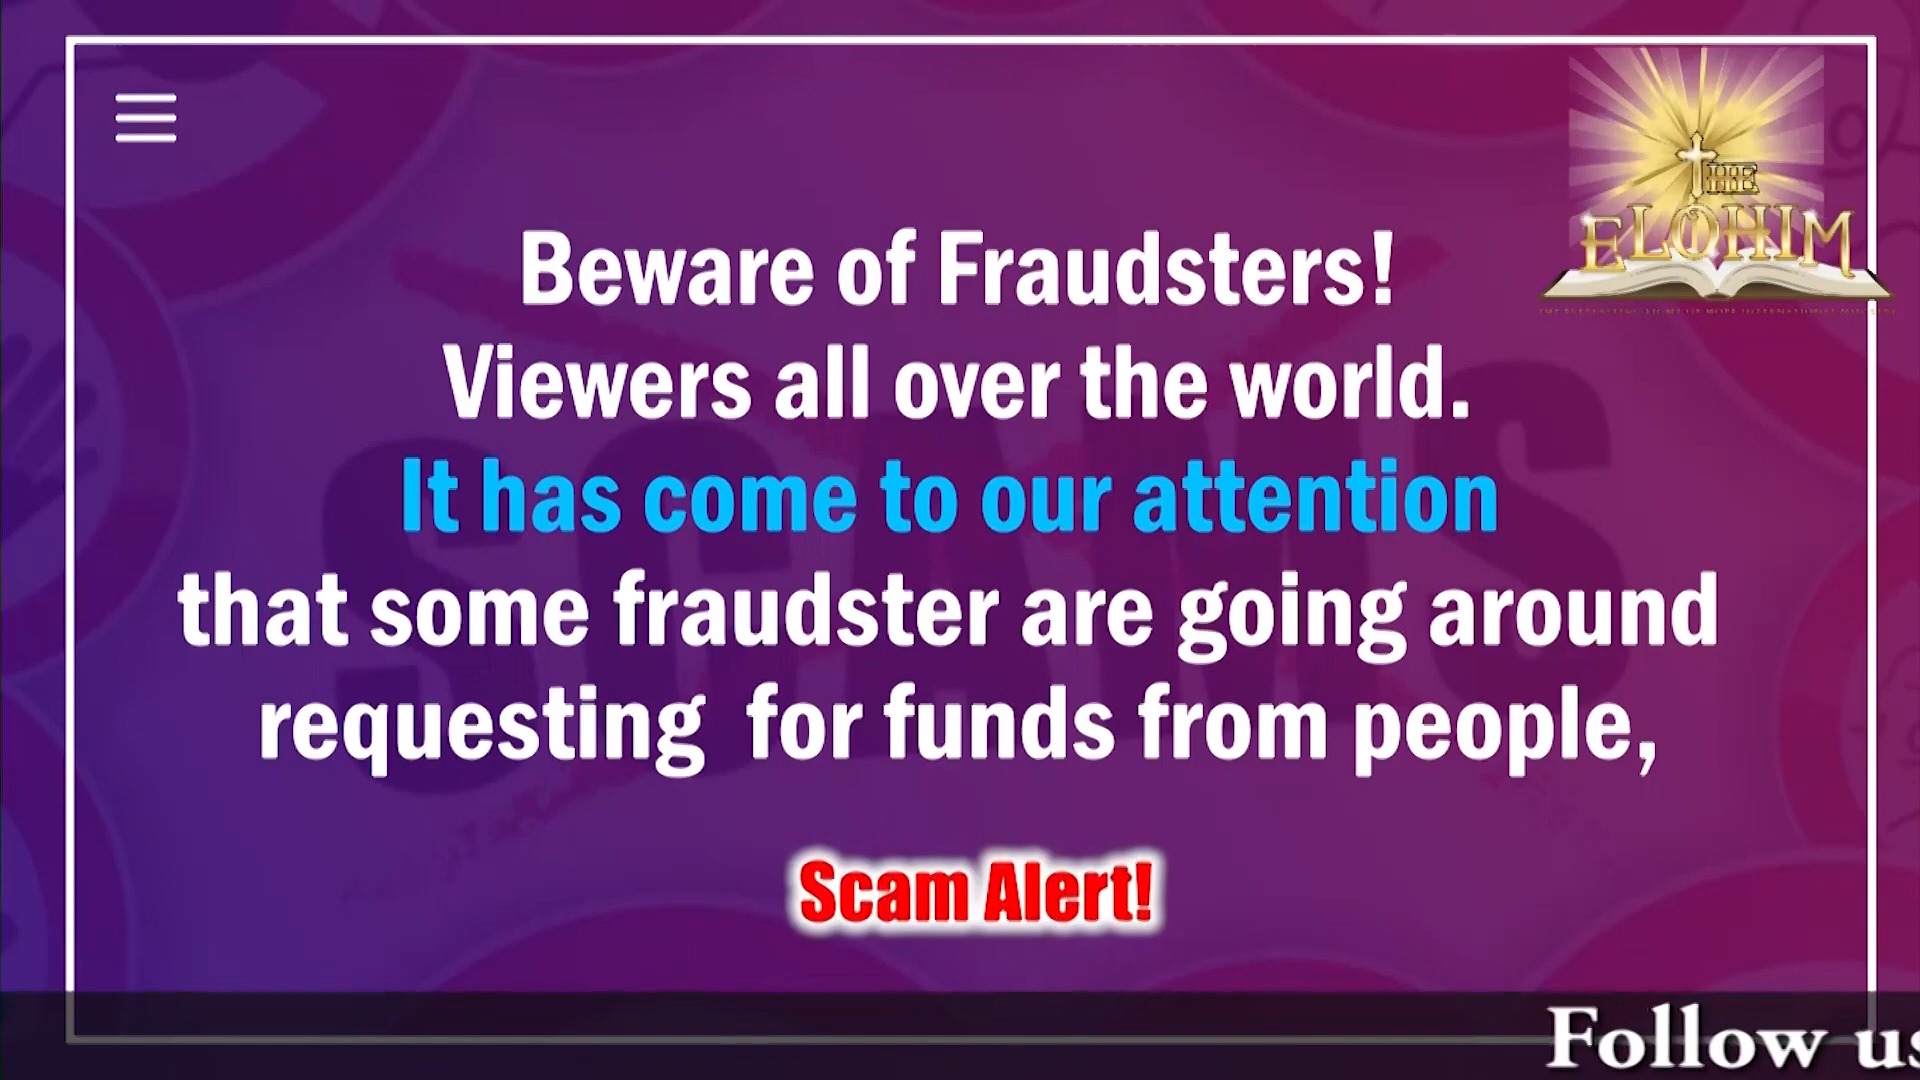 THE
ELOHIM
Beware of Fraudsters!
Viewers all over the world.
It has come to our attention
that some fraudster are going around
requesting  for funds from people,
Scam Alert!
Follow us